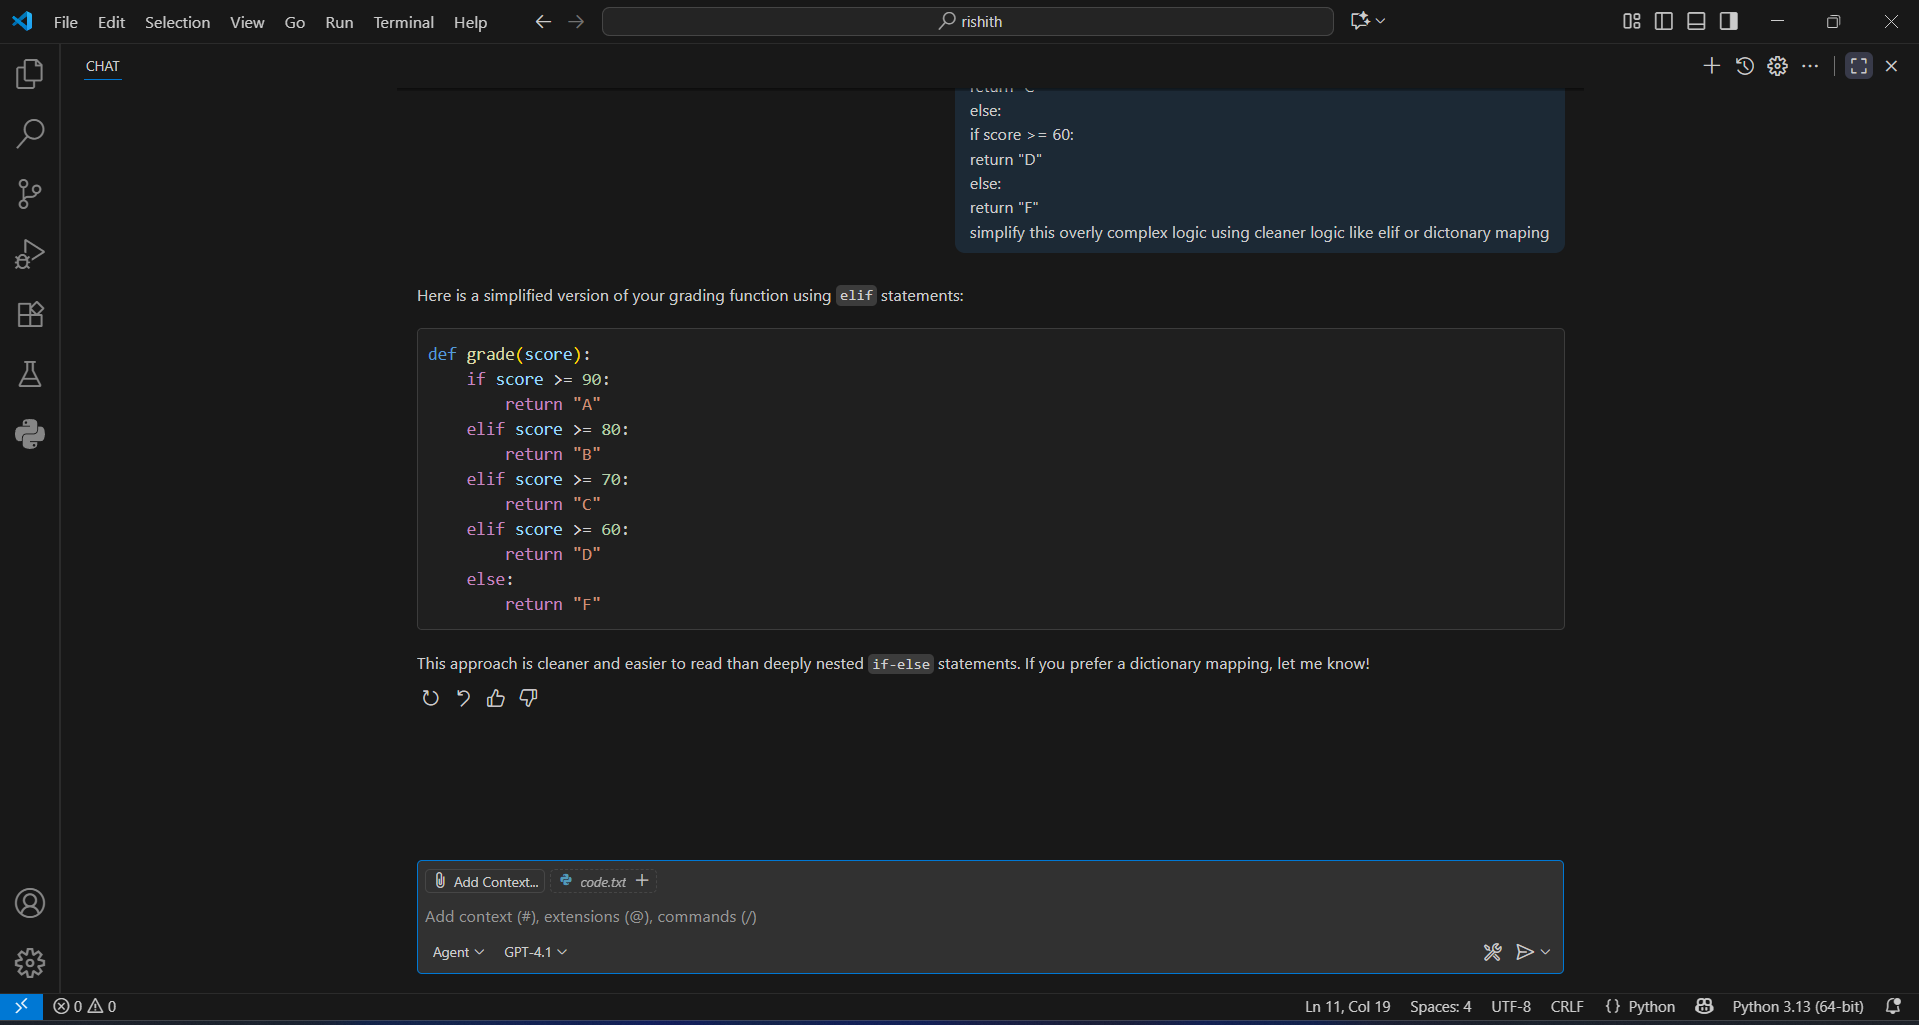 File Edit Selection View Go Run Terminal Help
rishith
CHAT
return "C"
else:
if score >= 60:
return "D"
else:
return "F"
simplify this overly complex logic using cleaner logic like elif or dictonary maping
Here is a simplified version of your grading function using elif statements:
def grade(score):
    if score >= 90:
        return "A"
    elif score >= 80:
        return "B"
    elif score >= 70:
        return "C"
    elif score >= 60:
        return "D"
    else:
        return "F"
This approach is cleaner and easier to read than deeply nested if-else statements. If you prefer a dictionary mapping, let me know!
Add Context... code.txt
Add context (#), extensions (@), commands (/)
Agent GPT-4.1
0 0 Ln 11, Col 19 Spaces: 4 UTF-8 CRLF {} Python Python 3.13 (64-bit)